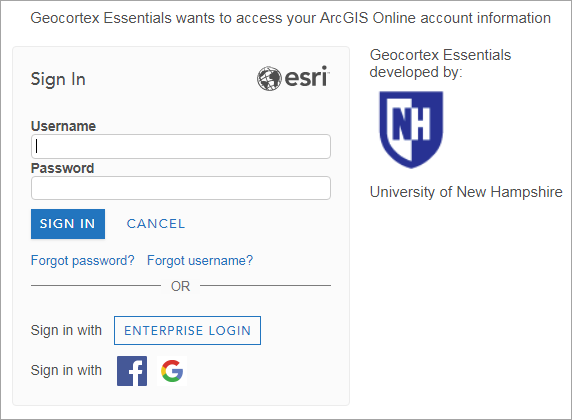 Geocortex Essentials wants to access your ArcGIS Online account information
Sign In
esri
Username
Password
SIGN IN CANCEL
Forgot password? Forgot username?
OR
Sign in with ENTERPRISE LOGIN
Sign in with f G
Geocortex Essentials
developed by:
NH
University of New Hampshire